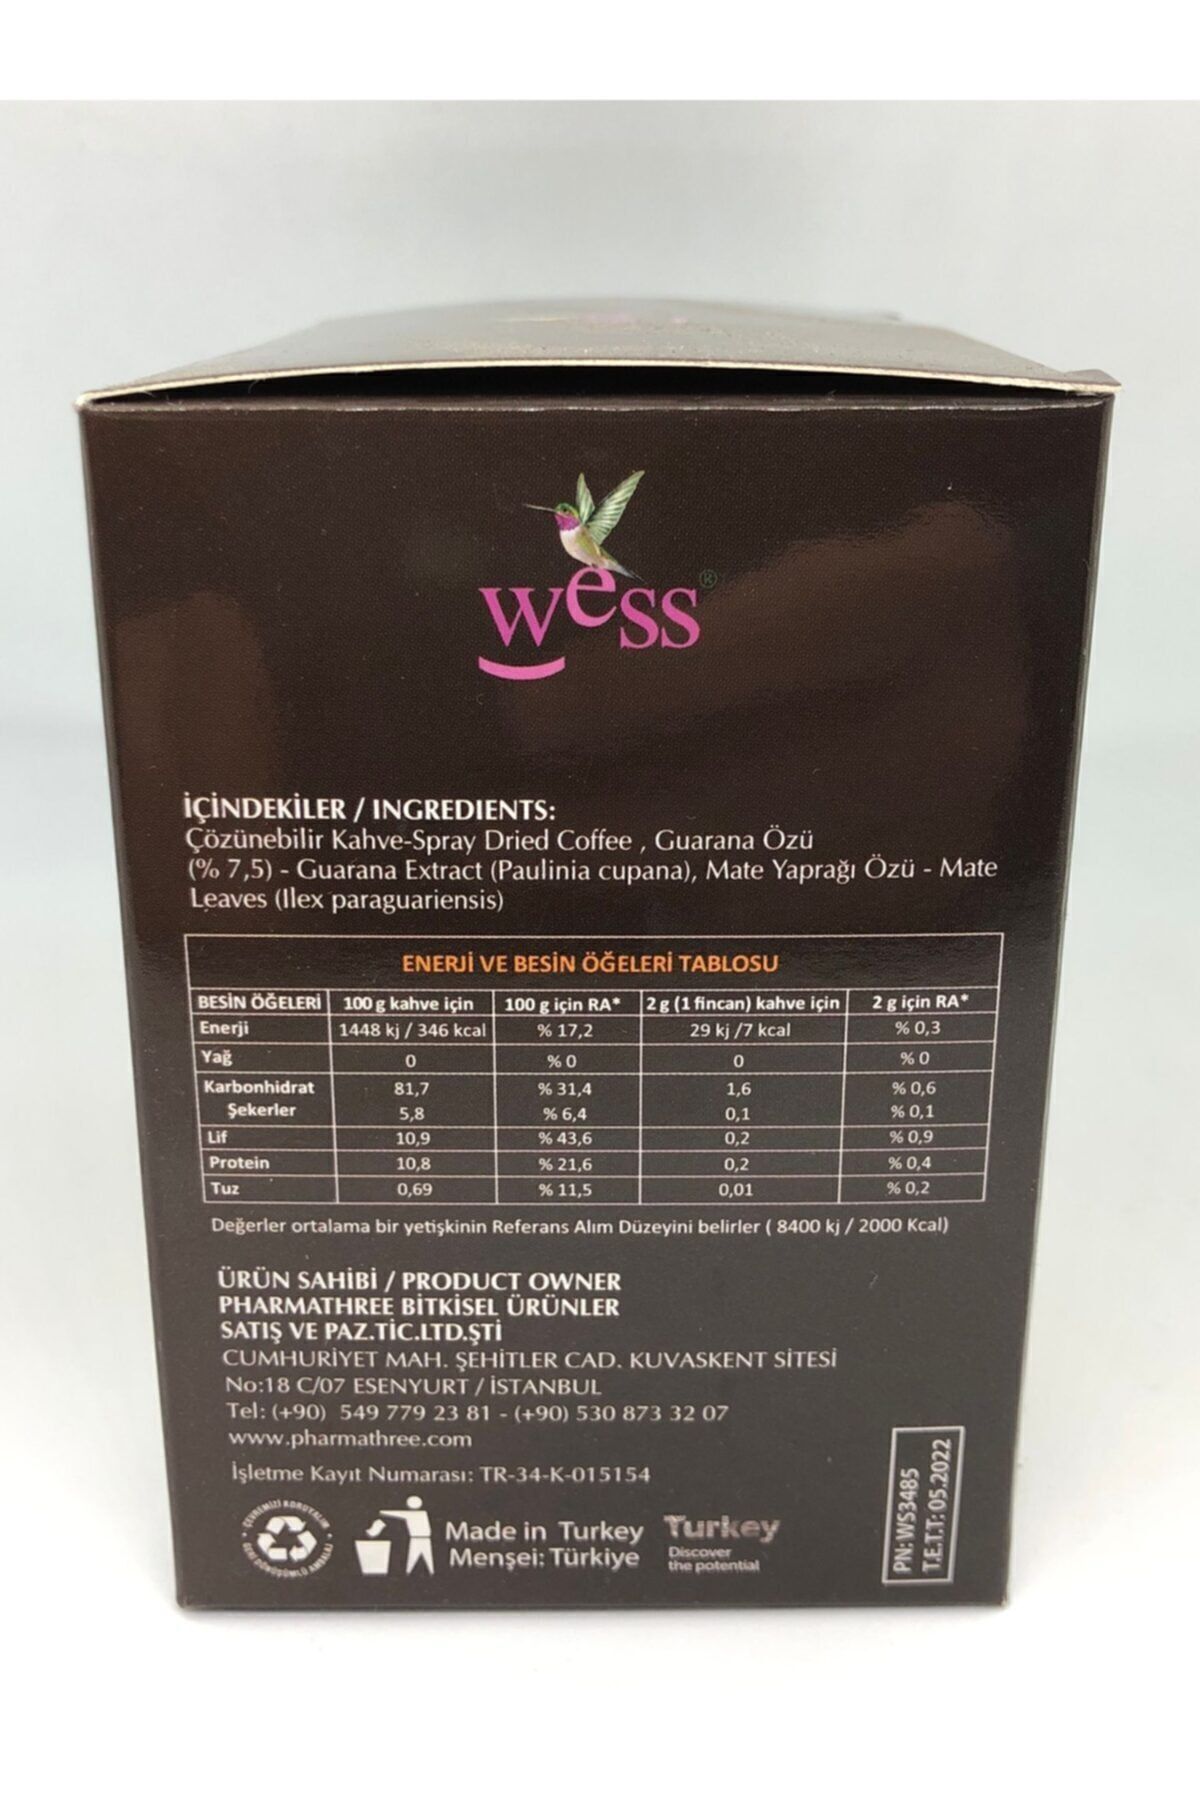 wess
İÇİNDEKİLER / INGREDIENTS:
Çözünebilir Kahve-Spray Dried Coffee , Guarana Özü
(% 7,5) - Guarana Extract (Paulinia cupana), Mate Yaprağı Özü - Mate
Leaves (Ilex paraguariensis)
ENERJİ VE BESİN ÖĞELERİ TABLOSU
BESİN ÖĞELERİ 100 g kahve için 100 g için RA* 2 g (1 fincan) kahve için 2 g için RA*
Enerji 1448 kj / 346 kcal % 17,2 29 kj /7 kcal % 0,3
Yağ 0 % 0 0 % 0
Karbonhidrat 81,7 % 31,4 1,6 % 0,6
Şekerler 5,8 % 6,4 0,1 % 0,1
Lif 10,9 % 43,6 0,2 % 0,9
Protein 10,8 % 21,6 0,2 % 0,4
Tuz 0,69 % 11,5 0,01 % 0,2
Değerler ortalama bir yetişkinin Referans Alım Düzeyini belirler ( 8400 kj / 2000 Kcal)
ÜRÜN SAHİBİ / PRODUCT OWNER
PHARMATHREE BİTKİSEL ÜRÜNLER
SATIŞ VE PAZ.TİC.LTD.ŞTİ
CUMHURİYET MAH. ŞEHİTLER CAD. KUVASKENT SİTESİ
No:18 C/07 ESENYURT / İSTANBUL
Tel: (+90) 549 779 23 81 - (+90) 530 873 32 07
www.pharmathree.com
İşletme Kayıt Numarası: TR-34-K-015154
ÇEVREMİZİ KORUYALIM
GERİ DÖNÜŞÜMLÜ AMBALAJ
Made in Turkey
Menşei: Türkiye
Turkey
Discover
the potential
PN: WS3485
T.E.T.T: 05.2022